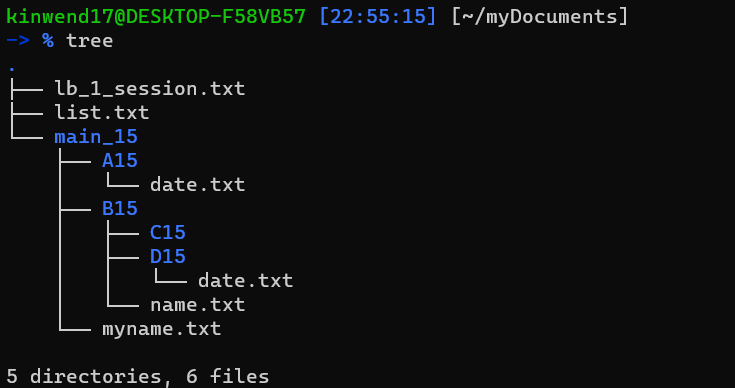 kinwend17@DESKTOP-F58VB57 [22:55:15] [~/myDocuments]
-> % tree
.
├── lb_1_session.txt
├── list.txt
└── main_15
    ├── A15
    │   └── date.txt
    ├── B15
    │   ├── C15
    │   ├── D15
    │   │   └── date.txt
    │   └── name.txt
    └── myname.txt

5 directories, 6 files